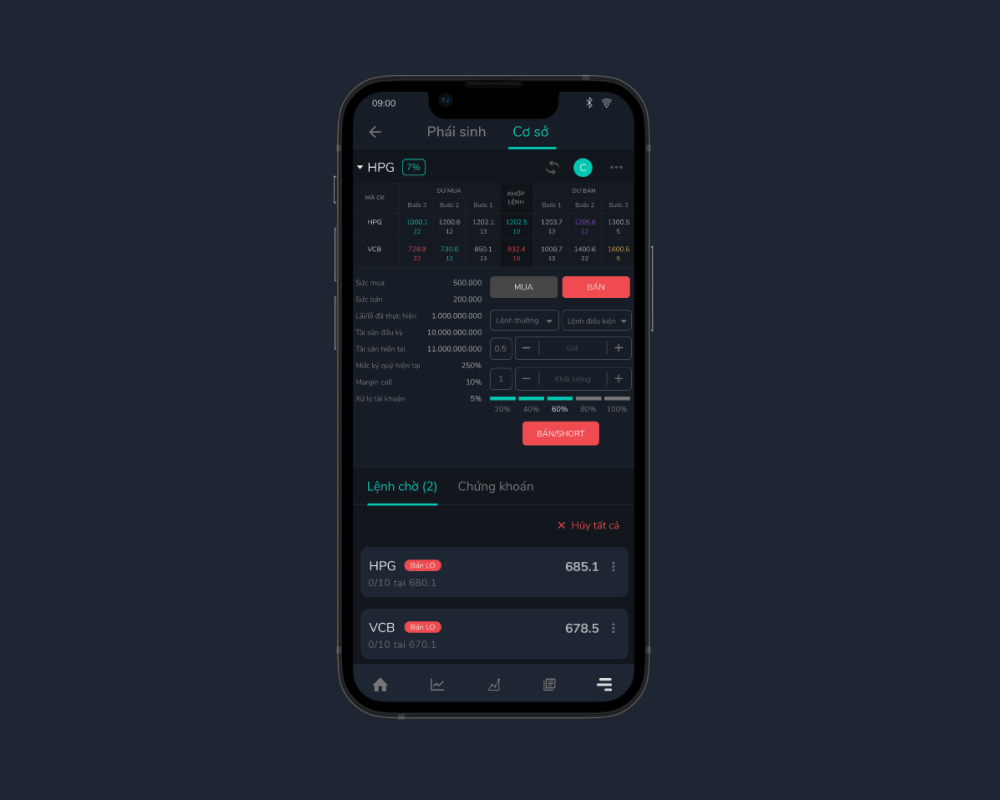 09:00
Phái sinh Cơ sở
HPG 7% C
MÃ CK DƯ MUA KHỚP LỆNH DƯ BÁN
Bước 3 Bước 2 Bước 1 Bước 1 Bước 2 Bước 3
HPG 1000.1 1200.6 1202.1 1202.5 1203.7 1205.6 1300.5
22 12 13 10 13 22 5
VCB 728.9 730.6 850.1 932.4 1000.7 1400.6 1600.5
22 12 13 10 13 22 5
Sức mua 500.000
Sức bán 200.000
Lãi/lỗ đã thực hiện 1.000.000.000
Tài sản đầu kỳ 10.000.000.000
Tài sản hiện tại 11.000.000.000
Mức ký quỹ hiện tại 250%
Margin call 10%
Xử lý tài khoản 5%
MUA BÁN
Lệnh thường Lệnh điều kiện
0.5 − Giá +
1 − Khối lượng +
20% 40% 60% 80% 100%
BÁN/SHORT
Lệnh chờ (2) Chứng khoán
Hủy tất cả
HPG Bán LO 685.1
0/10 tại 680.1
VCB Bán LO 678.5
0/10 tại 670.1